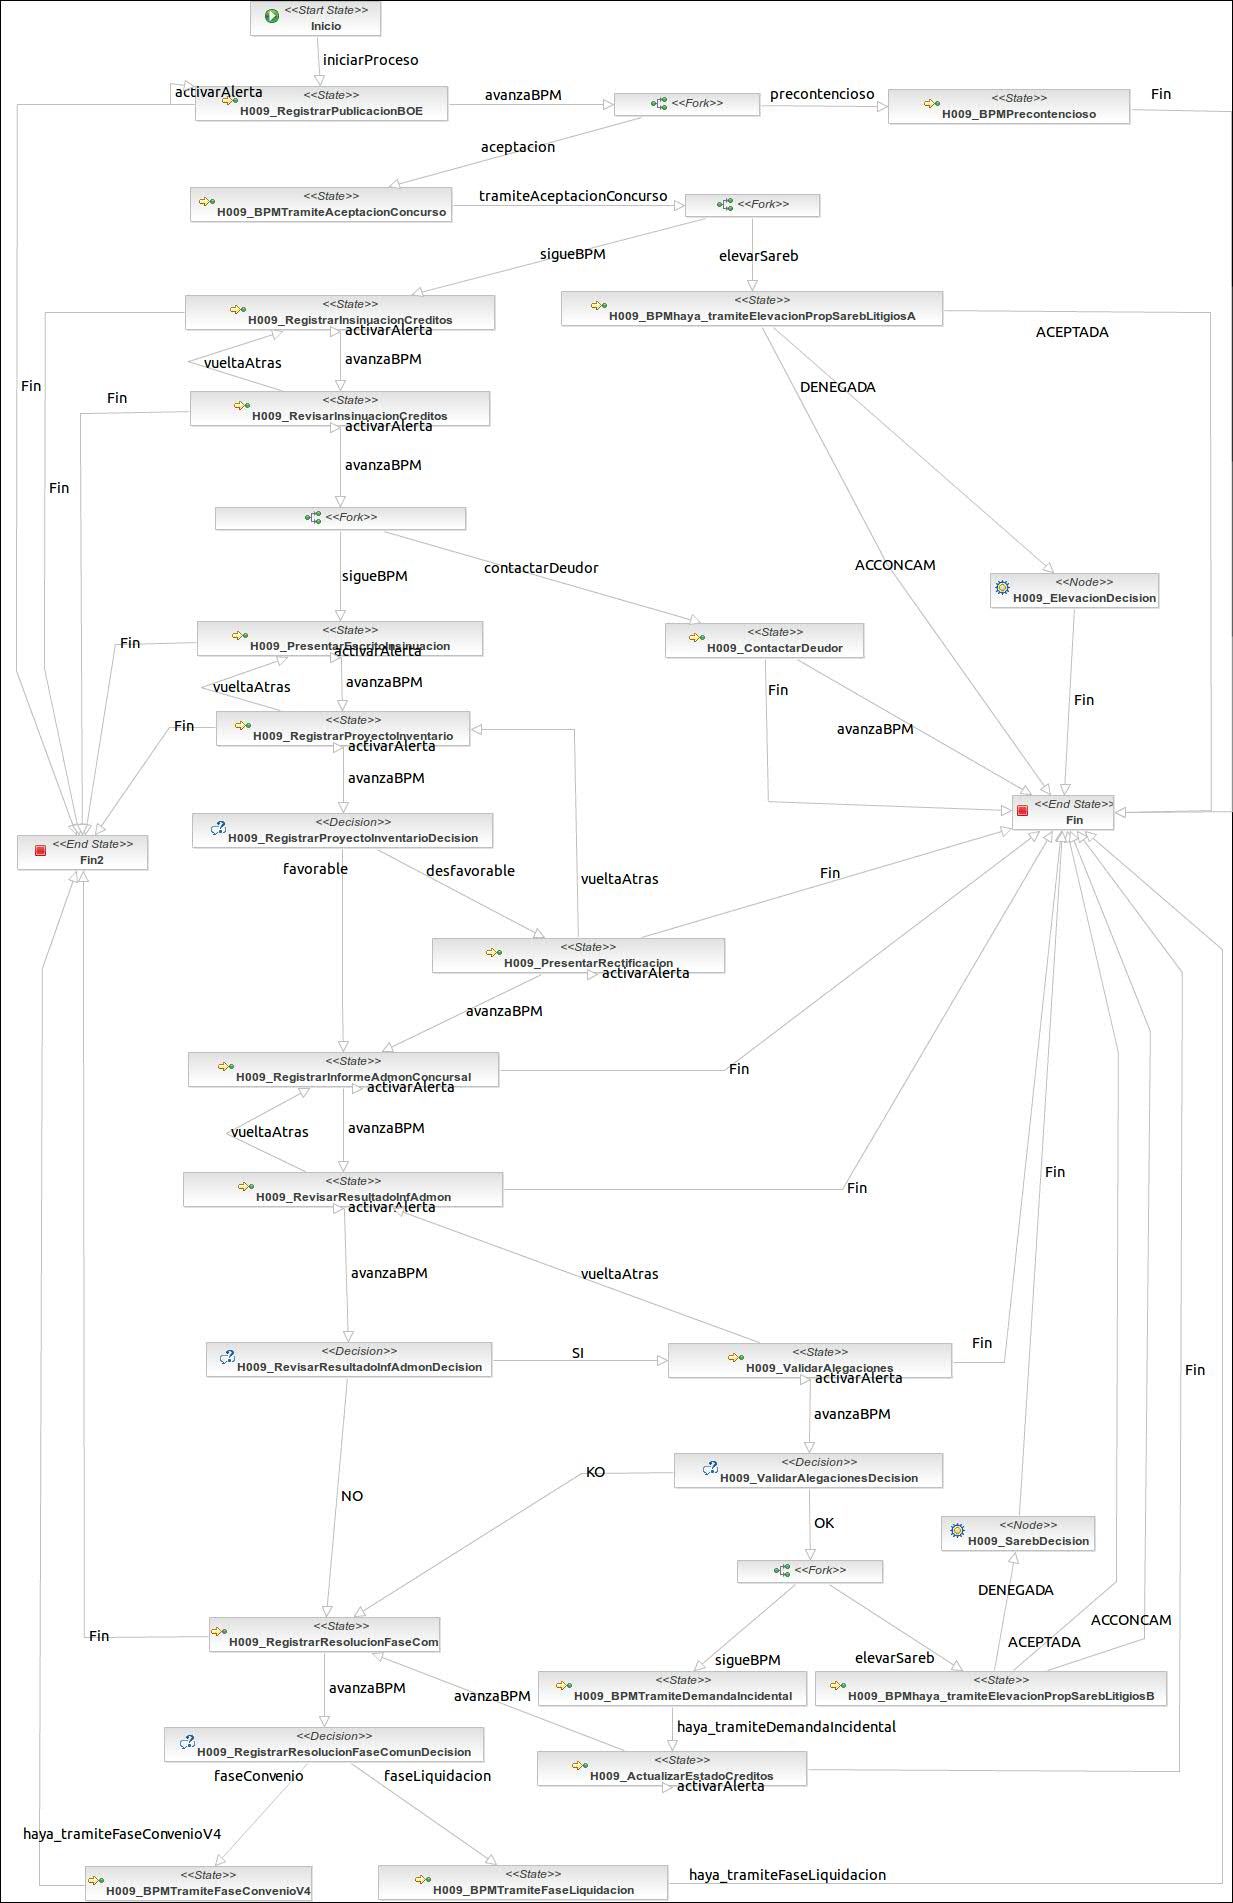 <<Start State>>
Inicio
iniciarProceso
activarAlerta
<<State>>
H009_RegistrarPublicacionBOE
avanzaBPM
<<Fork>>
precontencioso
<<State>>
H009_BPMPrecontencioso
Fin
aceptacion
<<State>>
H009_BPMTramiteAceptacionConcurso
tramiteAceptacionConcurso
<<Fork>>
sigueBPM
elevarSareb
<<State>>
H009_RegistrarInsinuacionCreditos
activarAlerta
<<State>>
H009_BPMhaya_tramiteElevacionPropSarebLitigiosA
ACEPTADA
vueltaAtras
avanzaBPM
Fin
DENEGADA
Fin
<<State>>
H009_RevisarInsinuacionCreditos
activarAlerta
avanzaBPM
Fin
<<Fork>>
contactarDeudor
ACCONCAM
sigueBPM
<<Node>>
H009_ElevacionDecision
<<State>>
H009_PresentarEscritoInsinuacion
activarAlerta
Fin
<<State>>
H009_ContactarDeudor
vueltaAtras
avanzaBPM
Fin
Fin
Fin
<<State>>
H009_RegistrarProyectoInventario
activarAlerta
avanzaBPM
avanzaBPM
<<End State>>
Fin
<<Decision>>
H009_RegistrarProyectoInventarioDecision
<<End State>>
Fin2
favorable
desfavorable
vueltaAtras
Fin
<<State>>
H009_PresentarRectificacion
activarAlerta
avanzaBPM
<<State>>
H009_RegistrarInformeAdmonConcursal
activarAlerta
Fin
vueltaAtras
avanzaBPM
<<State>>
H009_RevisarResultadoInfAdmon
activarAlerta
Fin
Fin
avanzaBPM
vueltaAtras
<<Decision>>
H009_RevisarResultadoInfAdmonDecision
SI
<<State>>
H009_ValidarAlegaciones
activarAlerta
Fin
Fin
avanzaBPM
<<Decision>>
H009_ValidarAlegacionesDecision
KO
NO
OK
<<Node>>
H009_SarebDecision
<<Fork>>
DENEGADA
ACCONCAM
ACEPTADA
<<State>>
H009_RegistrarResolucionFaseCom
Fin
sigueBPM
elevarSareb
<<State>>
H009_BPMTramiteDemandaIncidental
<<State>>
H009_BPMhaya_tramiteElevacionPropSarebLitigiosB
avanzaBPM
avanzaBPM
haya_tramiteDemandaIncidental
<<Decision>>
H009_RegistrarResolucionFaseComunDecision
<<State>>
H009_ActualizarEstadoCreditos
activarAlerta
faseConvenio
faseLiquidacion
haya_tramiteFaseConvenioV4
<<State>>
H009_BPMTramiteFaseConvenioV4
<<State>>
H009_BPMTramiteFaseLiquidacion
haya_tramiteFaseLiquidacion